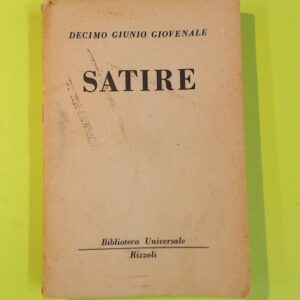 DECIMO GIUNIO GIOVENALE
SATIRE
Biblioteca Universale
Rizzoli